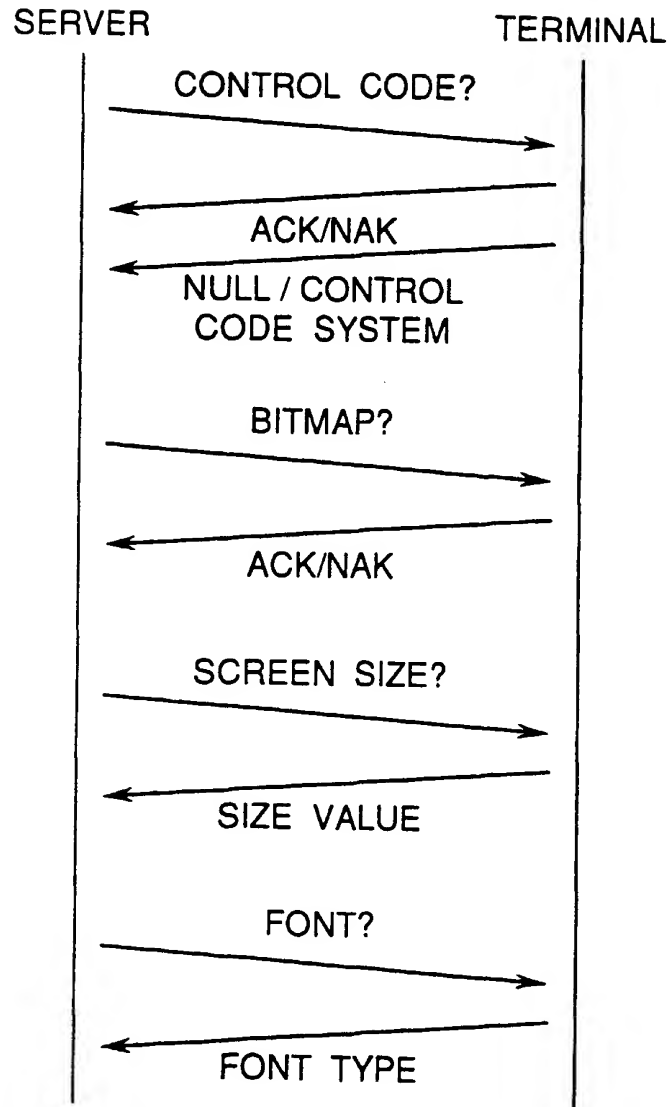 SERVER
TERMINAL
CONTROL CODE?
ACK/NAK
NULL / CONTROL
CODE SYSTEM
BITMAP?
ACK/NAK
SCREEN SIZE?
SIZE VALUE
FONT?
FONT TYPE